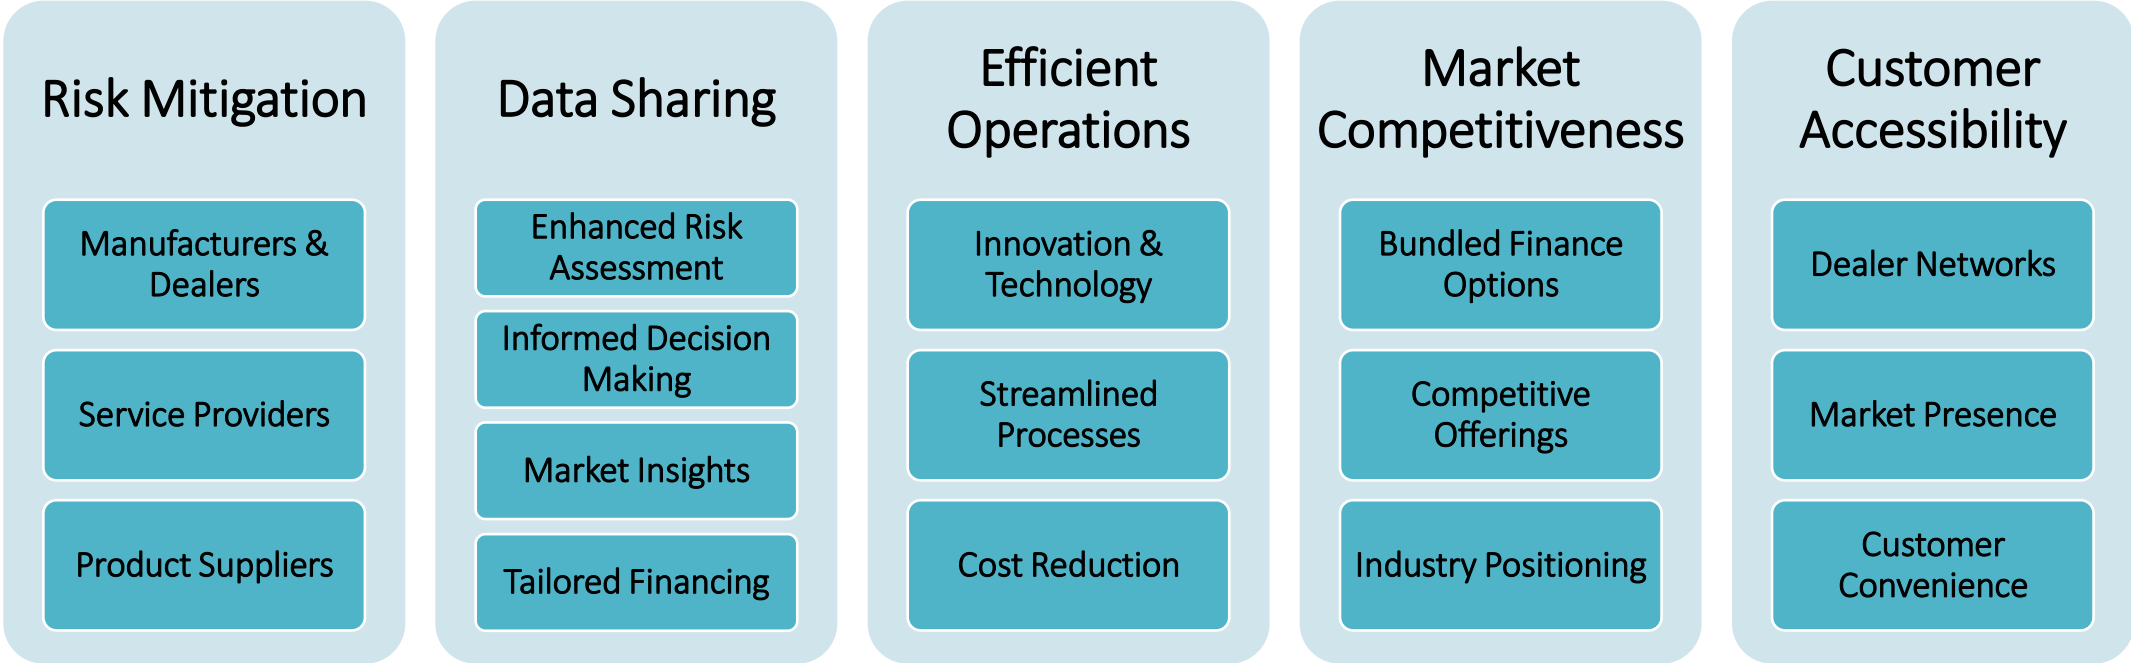 Risk Mitigation
Manufacturers &
Dealers
Service Providers
Product Suppliers
Data Sharing
Enhanced Risk
Assessment
Informed Decision
Making
Market Insights
Tailored Financing
Efficient
Operations
Innovation &
Technology
Streamlined
Processes
Cost Reduction
Market
Competitiveness
Bundled Finance
Options
Competitive
Offerings
Industry Positioning
Customer
Accessibility
Dealer Networks
Market Presence
Customer
Convenience